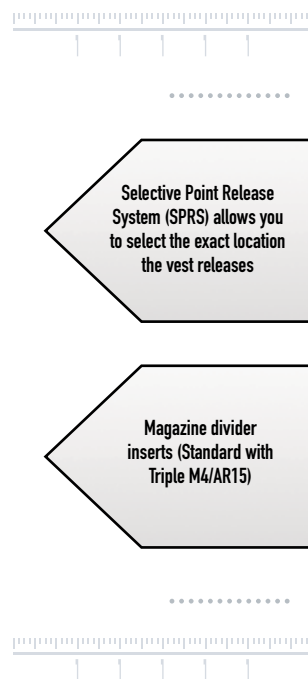 Selective Point Release
System (SPRS) allows you
to select the exact location
the vest releases
Magazine divider
inserts (Standard with
Triple M4/AR15)